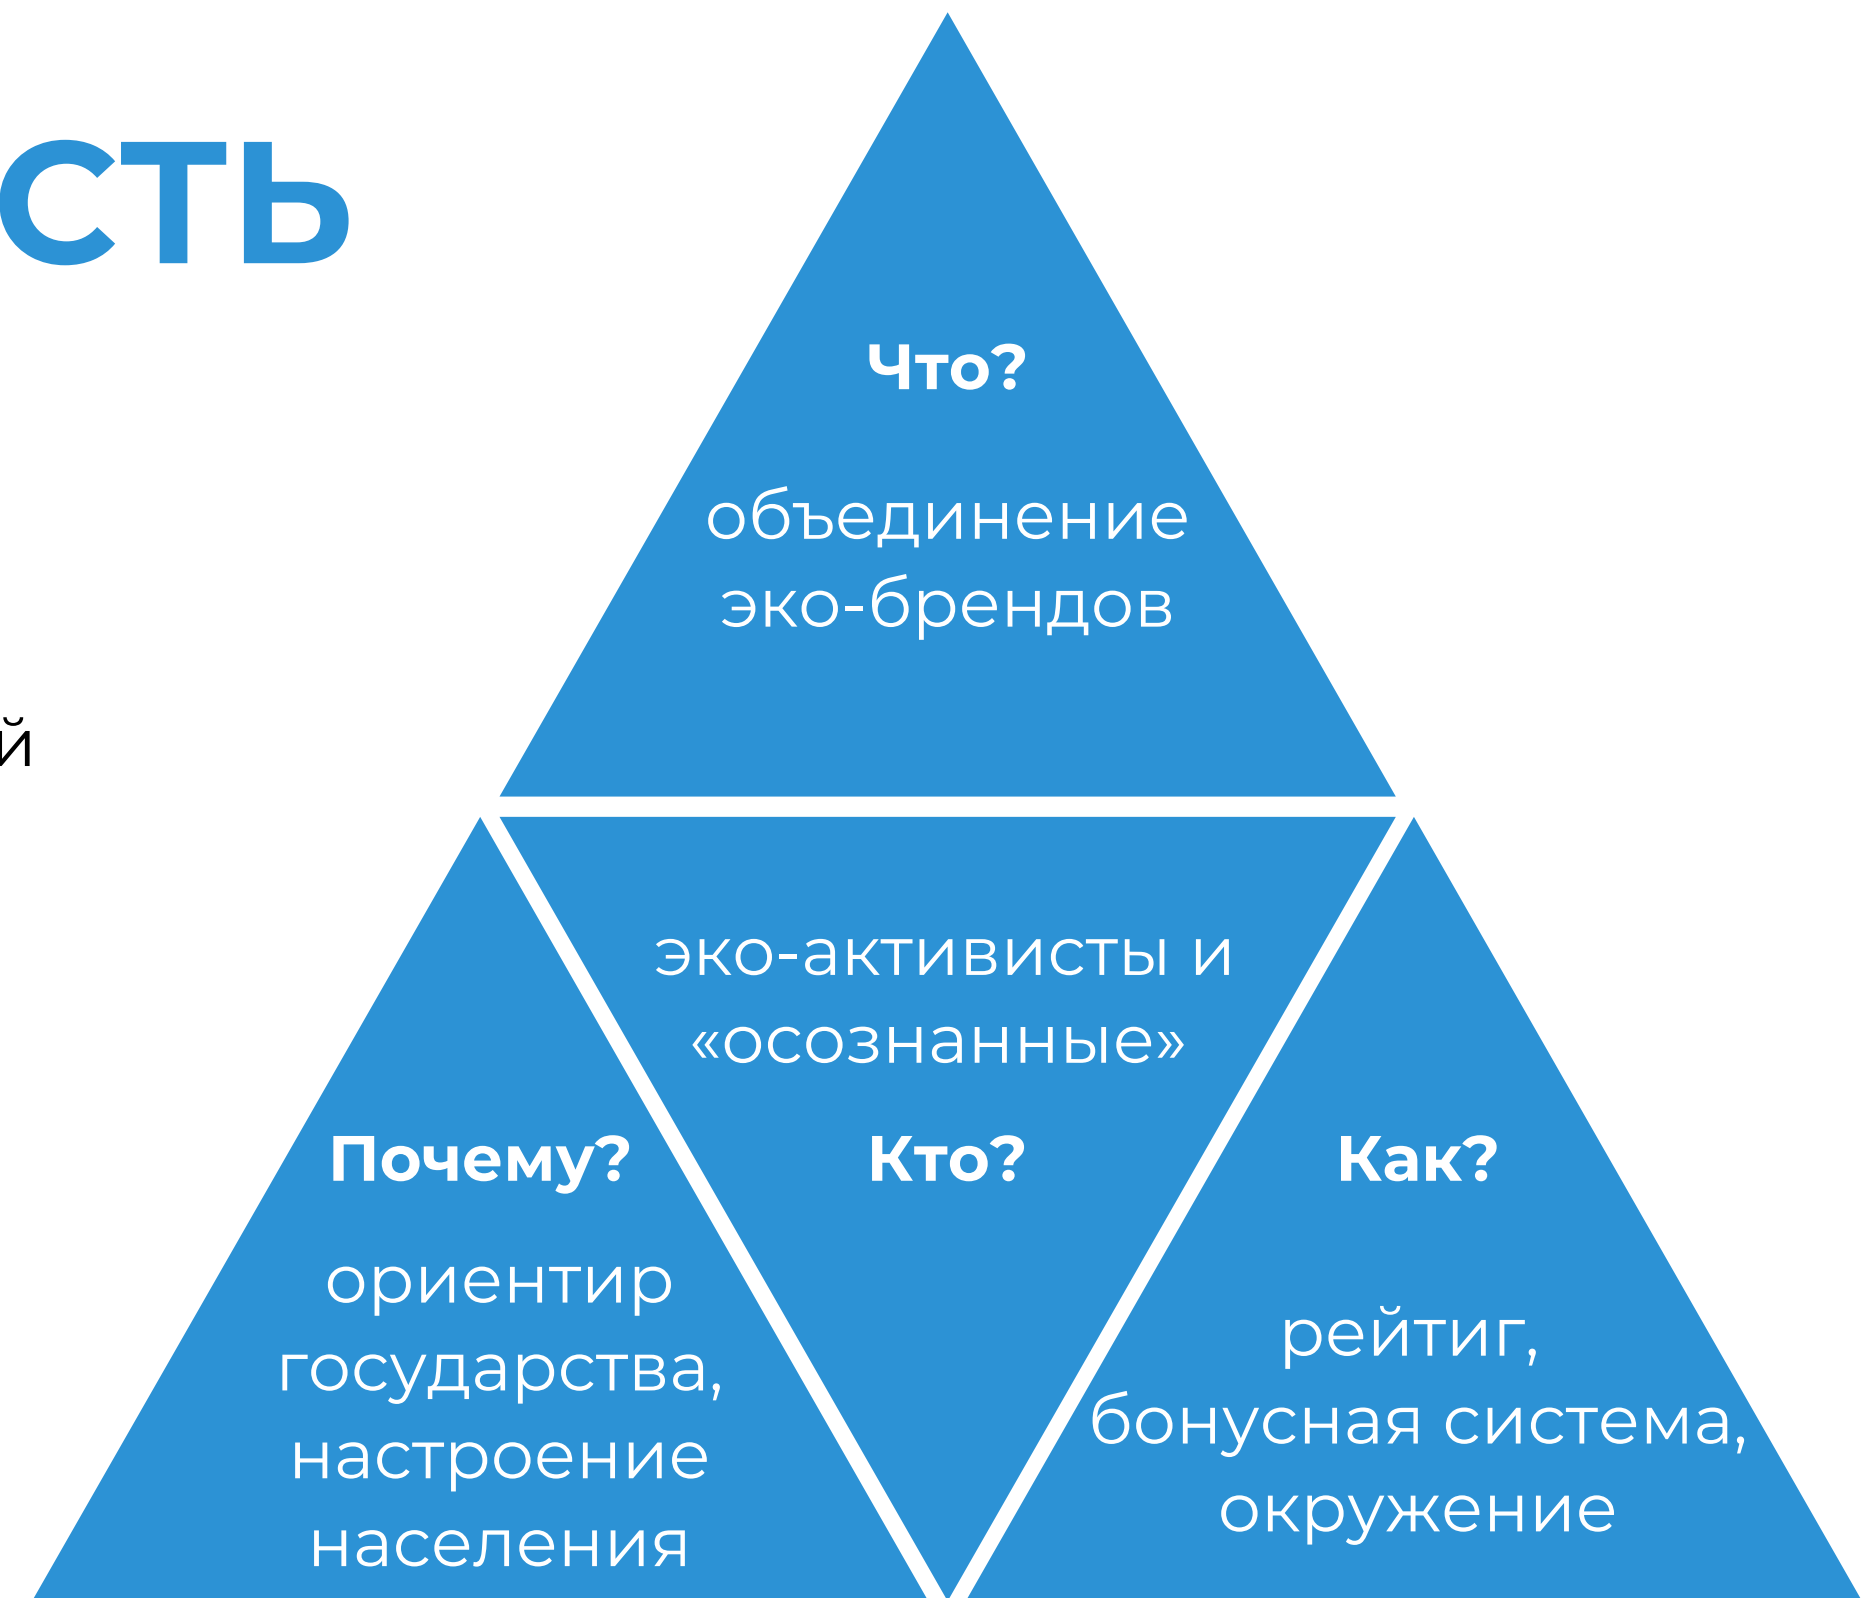 СТЬ
Что?
объединение
эко-брендов
й
эко-активисты и
«осознанные»
Почему?
Кто?
Как?
ориентир
государства,
настроение
населения
рейтиг,
бонусная система,
окружение